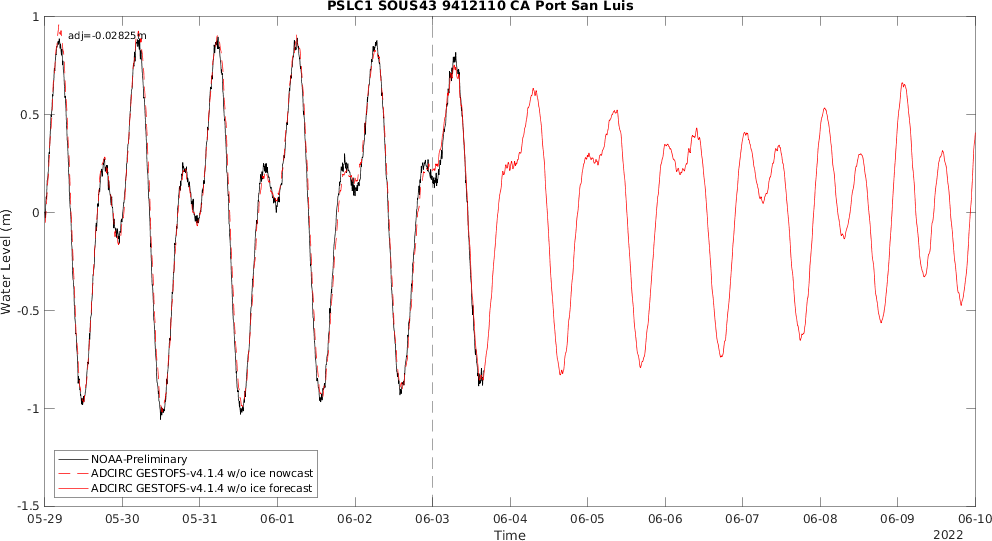 PSLC1 SOUS43 9412110 CA Port San Luis
adj=-0.02825m
1
0.5
0
-0.5
-1
-1.5
Water Level (m)
NOAA-Preliminary
ADCIRC GESTOFS-v4.1.4 w/o ice nowcast
ADCIRC GESTOFS-v4.1.4 w/o ice forecast
05-29 05-30 05-31 06-01 06-02 06-03 06-04 06-05 06-06 06-07 06-08 06-09 06-10
Time
2022